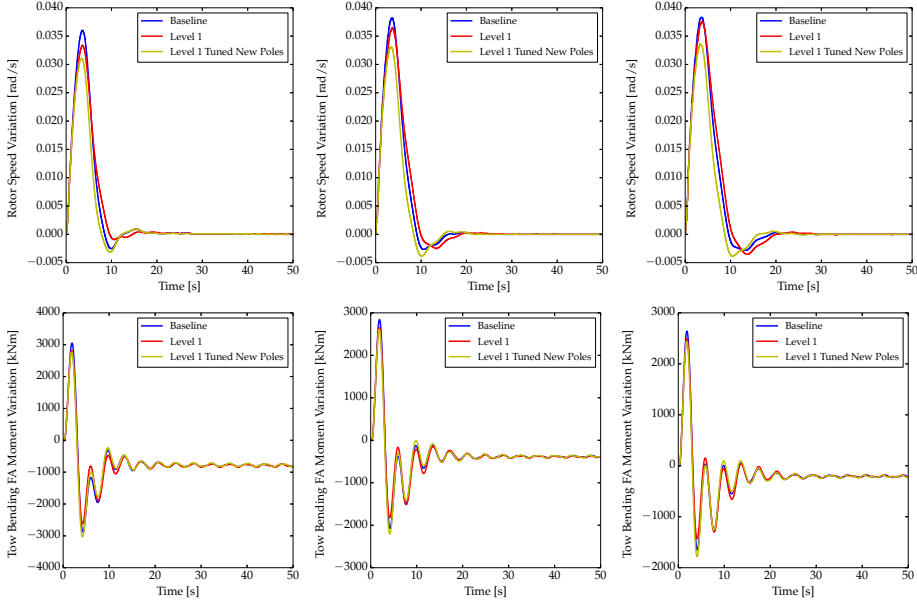 0.040
0.035
0.030
0.025
0.020
0.015
0.010
0.005
0.000
−0.005
Rotor Speed Variation [rad/s]
Baseline
Level 1
Level 1 Tuned New Poles
0 10 20 30 40 50
Time [s]
0.040
0.035
0.030
0.025
0.020
0.015
0.010
0.005
0.000
−0.005
Rotor Speed Variation [rad/s]
Baseline
Level 1
Level 1 Tuned New Poles
0 10 20 30 40 50
Time [s]
0.040
0.035
0.030
0.025
0.020
0.015
0.010
0.005
0.000
−0.005
Rotor Speed Variation [rad/s]
Baseline
Level 1
Level 1 Tuned New Poles
0 10 20 30 40 50
Time [s]
4000
3000
2000
1000
0
−1000
−2000
−3000
−4000
Tow Bending FA Moment Variation [kNm]
Baseline
Level 1
Level 1 Tuned New Poles
0 10 20 30 40 50
Time [s]
3000
2000
1000
0
−1000
−2000
−3000
Tow Bending FA Moment Variation [kNm]
Baseline
Level 1
Level 1 Tuned New Poles
0 10 20 30 40 50
Time [s]
3000
2000
1000
0
−1000
−2000
Tow Bending FA Moment Variation [kNm]
Baseline
Level 1
Level 1 Tuned New Poles
0 10 20 30 40 50
Time [s]